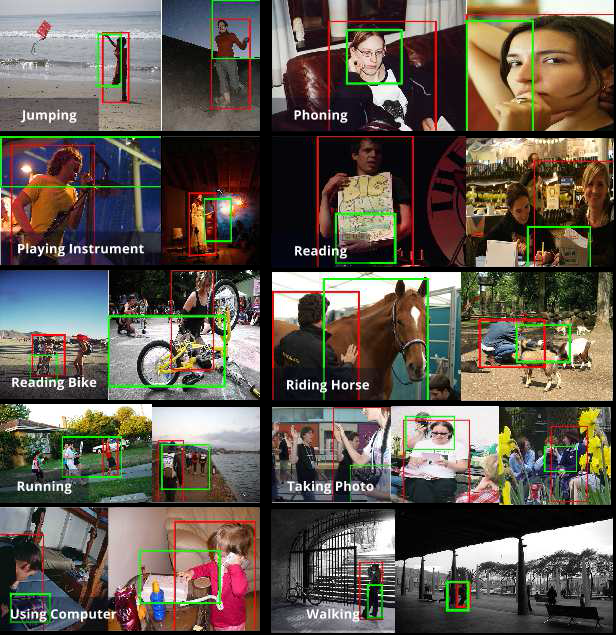 Jumping
Phoning
Playing Instrument
Reading
Reading Bike
Riding Horse
Running
Taking Photo
Using Computer
Walking